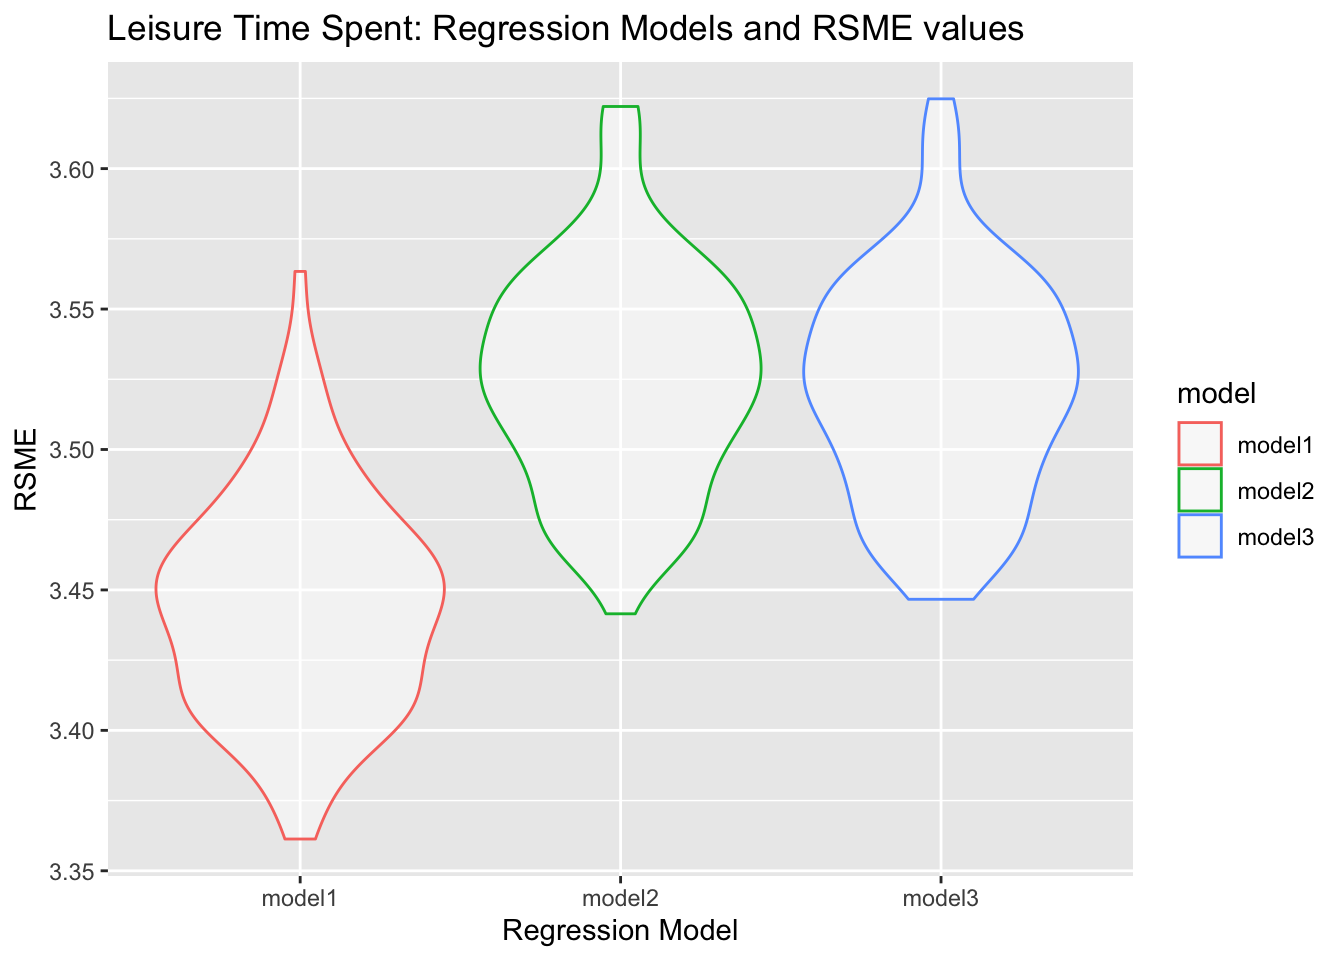 Leisure Time Spent: Regression Models and RSME values
RSME
3.60
3.55
3.50
3.45
3.40
3.35
model1
model2
model3
Regression Model
model
model1
model2
model3